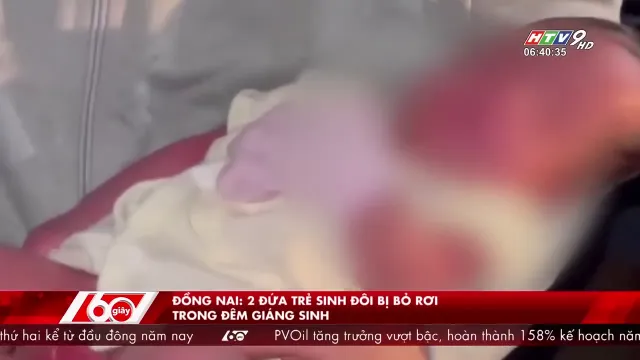 HTV9 HD
06:40:35
60 giây
ĐỒNG NAI: 2 ĐỨA TRẺ SINH ĐÔI BỊ BỎ RƠI
TRONG ĐÊM GIÁNG SINH
thứ hai kể từ đầu đông năm nay PVOil tăng trưởng vượt bậc, hoàn thành 158% kế hoạch năm